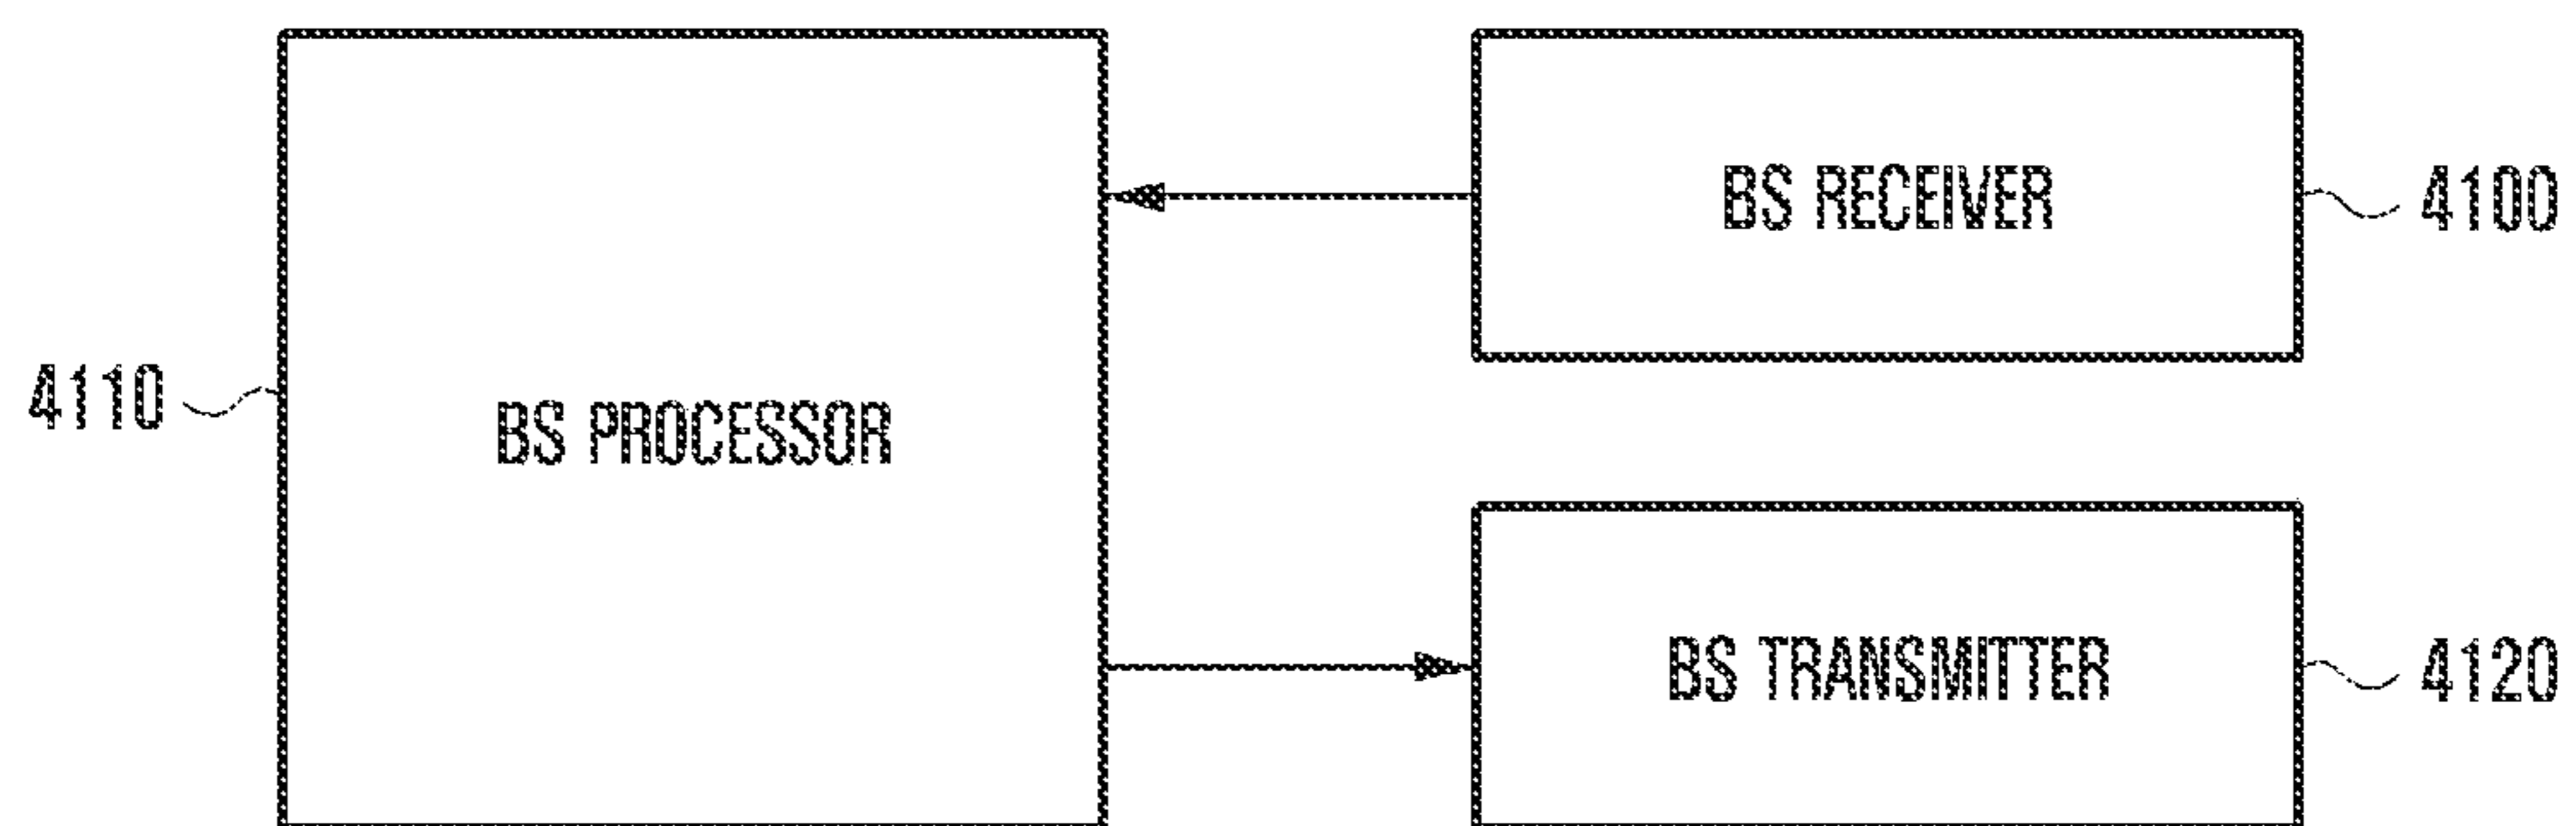 BS RECEIVER
4100
4110
BS PROCESSOR
BS TRANSMITTER
4120